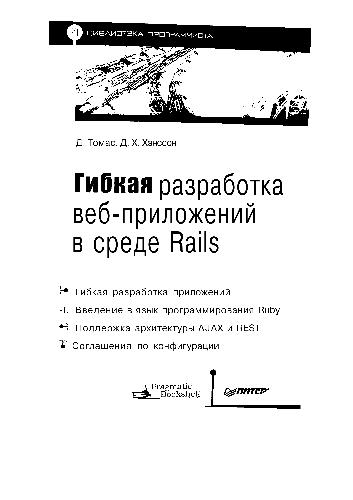 БИБЛИОТЕКА ПРОГРАММИСТА
Д. Томас, Д. Х. Хэнссон
Гибкая разработка
веб-приложений
в среде Rails
Гибкая разработка приложений
Введение в язык программирования Ruby
Поддержка архитектуры AJAX и REST
Соглашения по конфигурации
Pragmatic
Bookshelf
ПИТЕР